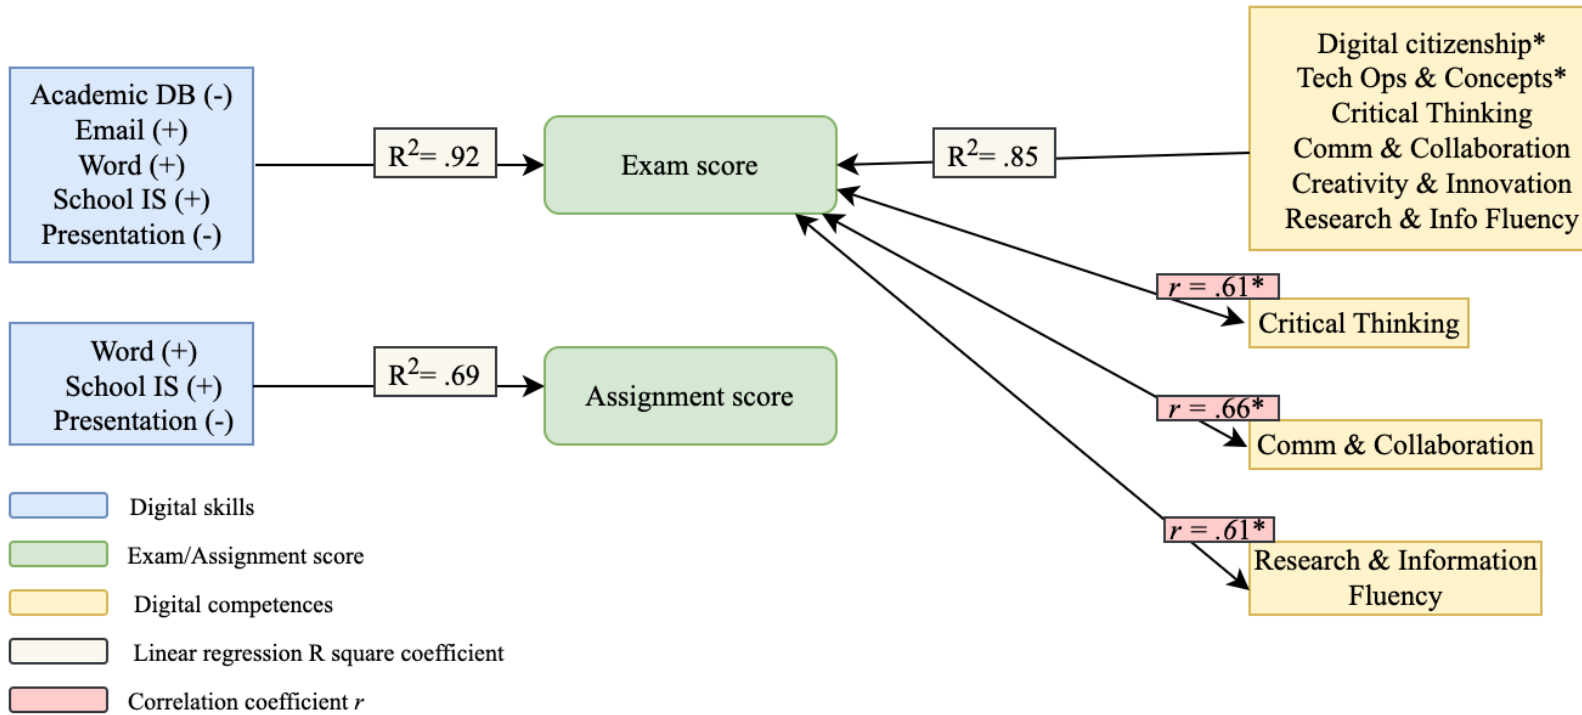 Academic DB (-)
Email (+)
Word (+)
School IS (+)
Presentation (-)
R²= .92
Exam score
R²= .85
Digital citizenship*
Tech Ops & Concepts*
Critical Thinking
Comm & Collaboration
Creativity & Innovation
Research & Info Fluency
r = .61*
Critical Thinking
Word (+)
School IS (+)
Presentation (-)
R²= .69
Assignment score
r = .66*
Comm & Collaboration
r = .61*
Research & Information
Fluency
Digital skills
Exam/Assignment score
Digital competences
Linear regression R square coefficient
Correlation coefficient r